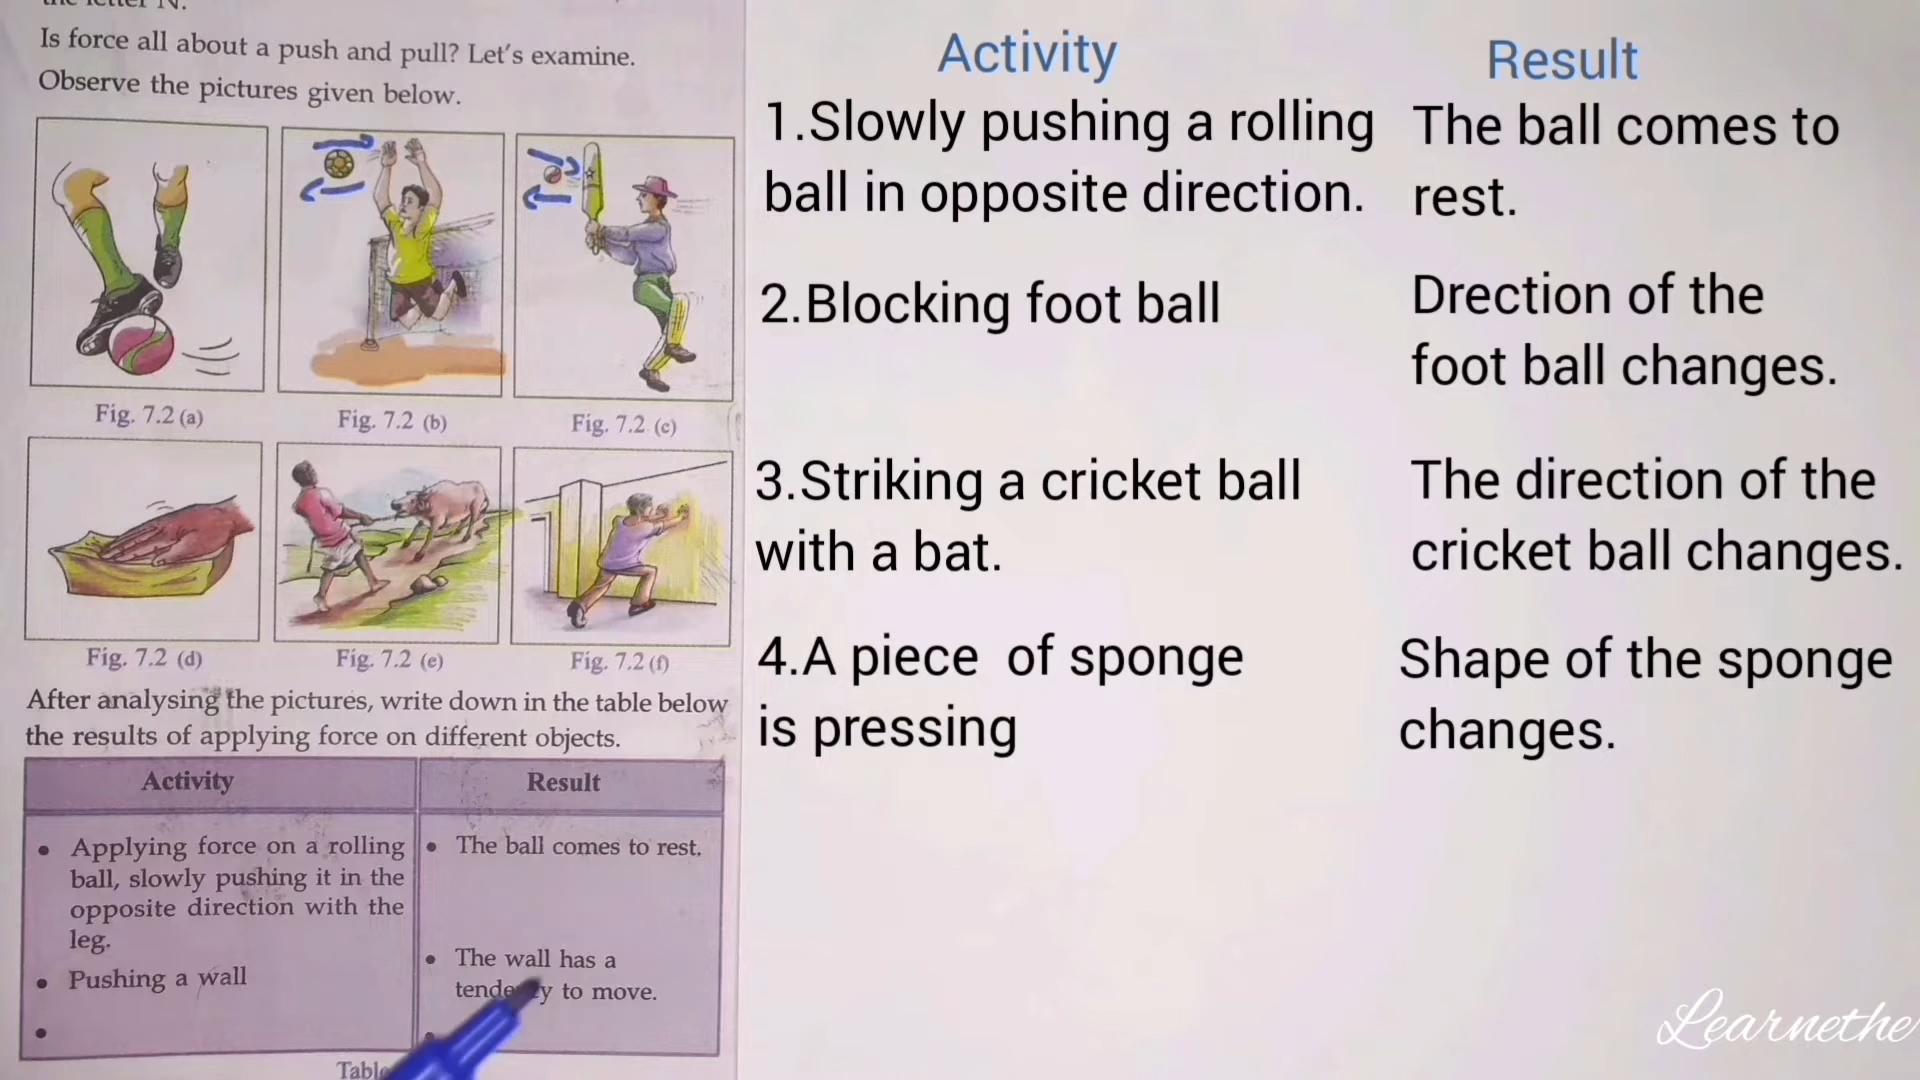 the letter N.
Is force all about a push and pull? Let's examine.
Observe the pictures given below.
Fig. 7.2 (a)
Fig. 7.2 (b)
Fig. 7.2 (c)
Fig. 7.2 (d)
Fig. 7.2 (e)
Fig. 7.2 (f)
After analysing the pictures, write down in the table below
the results of applying force on different objects.
Activity
Result
• Applying force on a rolling
ball, slowly pushing it in the
opposite direction with the
leg.
• The ball comes to rest.
• Pushing a wall
• The wall has a
to move.
•
•
Activity
Result
1.Slowly pushing a rolling
ball in opposite direction.
The ball comes to
rest.
2.Blocking foot ball
Drection of the
foot ball changes.
3.Striking a cricket ball
with a bat.
The direction of the
cricket ball changes.
4.A piece of sponge
is pressing
Shape of the sponge
changes.
Learnethe